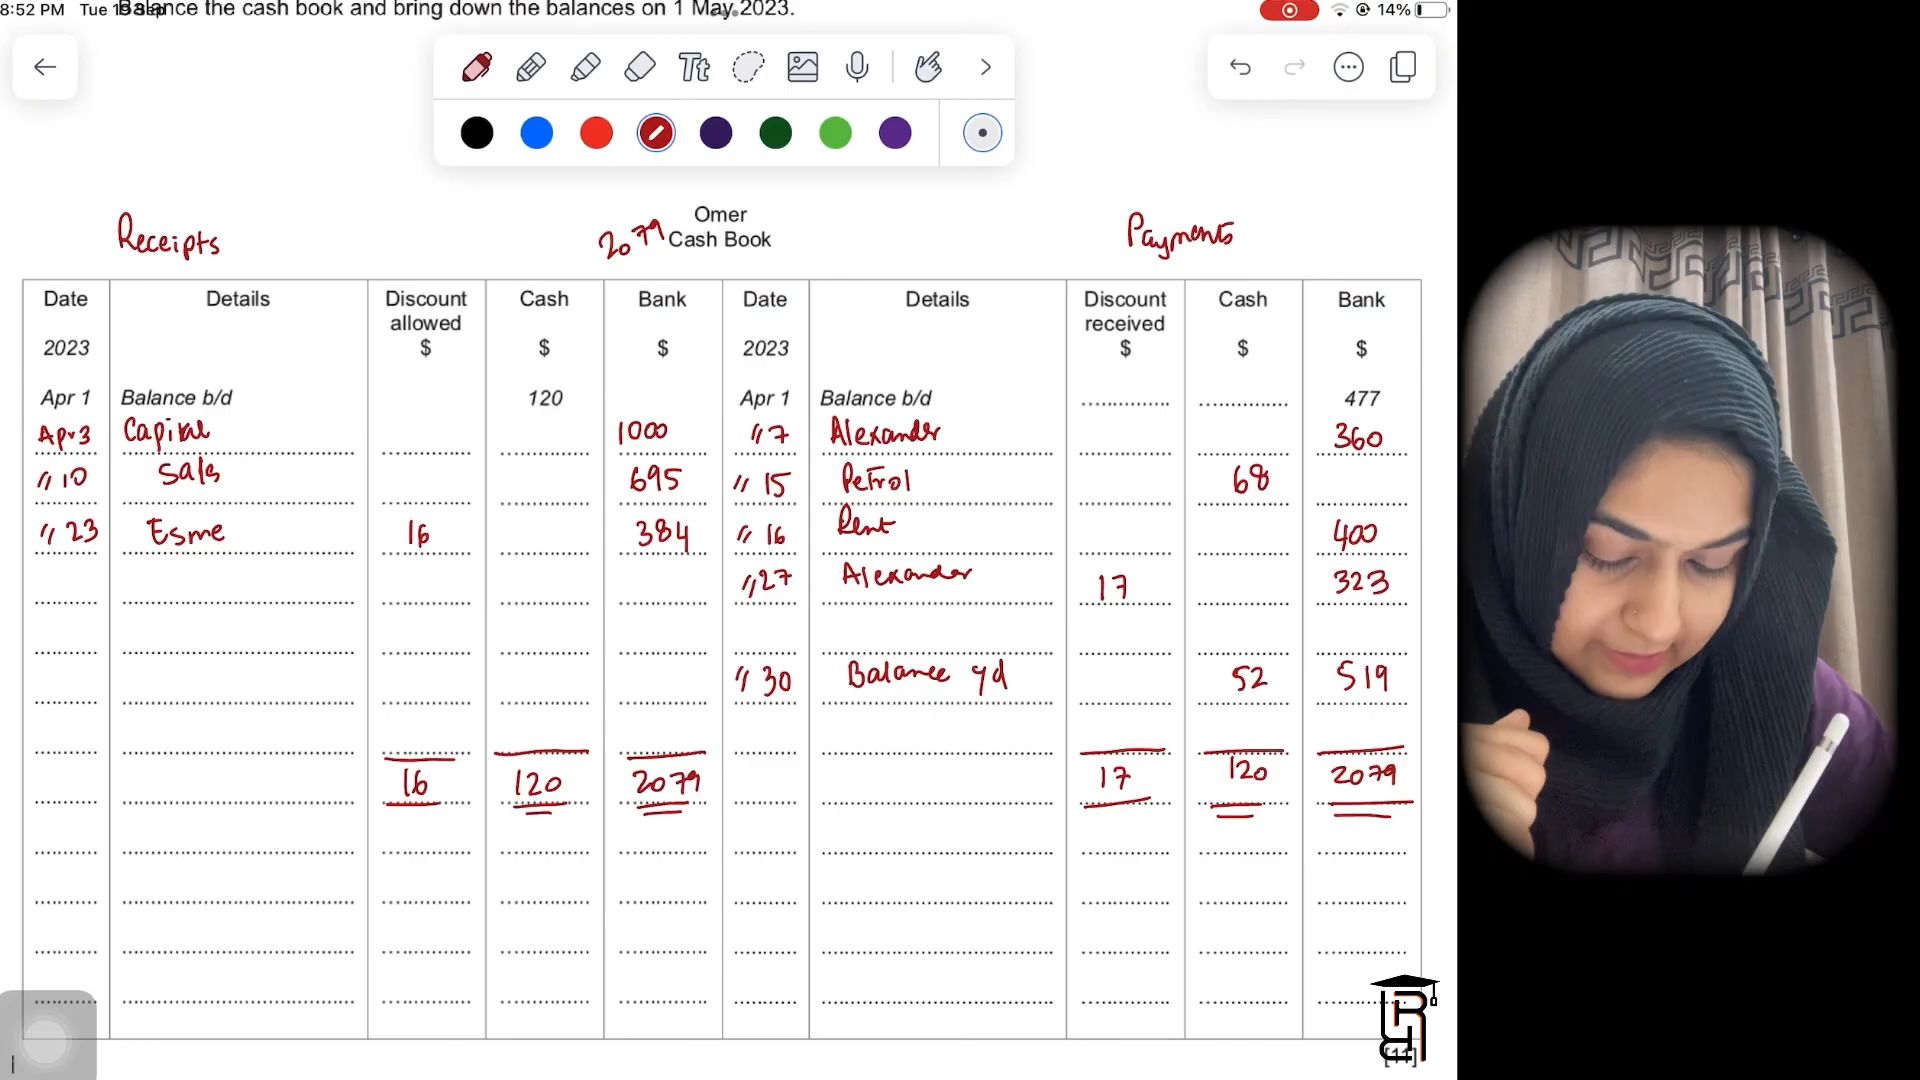 8:52 PM Tue 19 Sep
Balance the cash book and bring down the balances on 1 May 2023.
14%
Tt
Omer
Receipts 2079 Cash Book Payments
Date Details Discount allowed $ Cash $ Bank $ Date Details Discount received $ Cash $ Bank $
2023 2023
Apr 1 Balance b/d 120 Apr 1 Balance b/d 477
Apr 3 Capital 1000 " 7 Alexander 360
" 10 Sales 695 " 15 Petrol 68
" 23 Esme 16 384 " 16 Rent 400
" 27 Alexander 17 323
" 30 Balance c/d 52 519
16 120 2079 17 120 2079
[11]